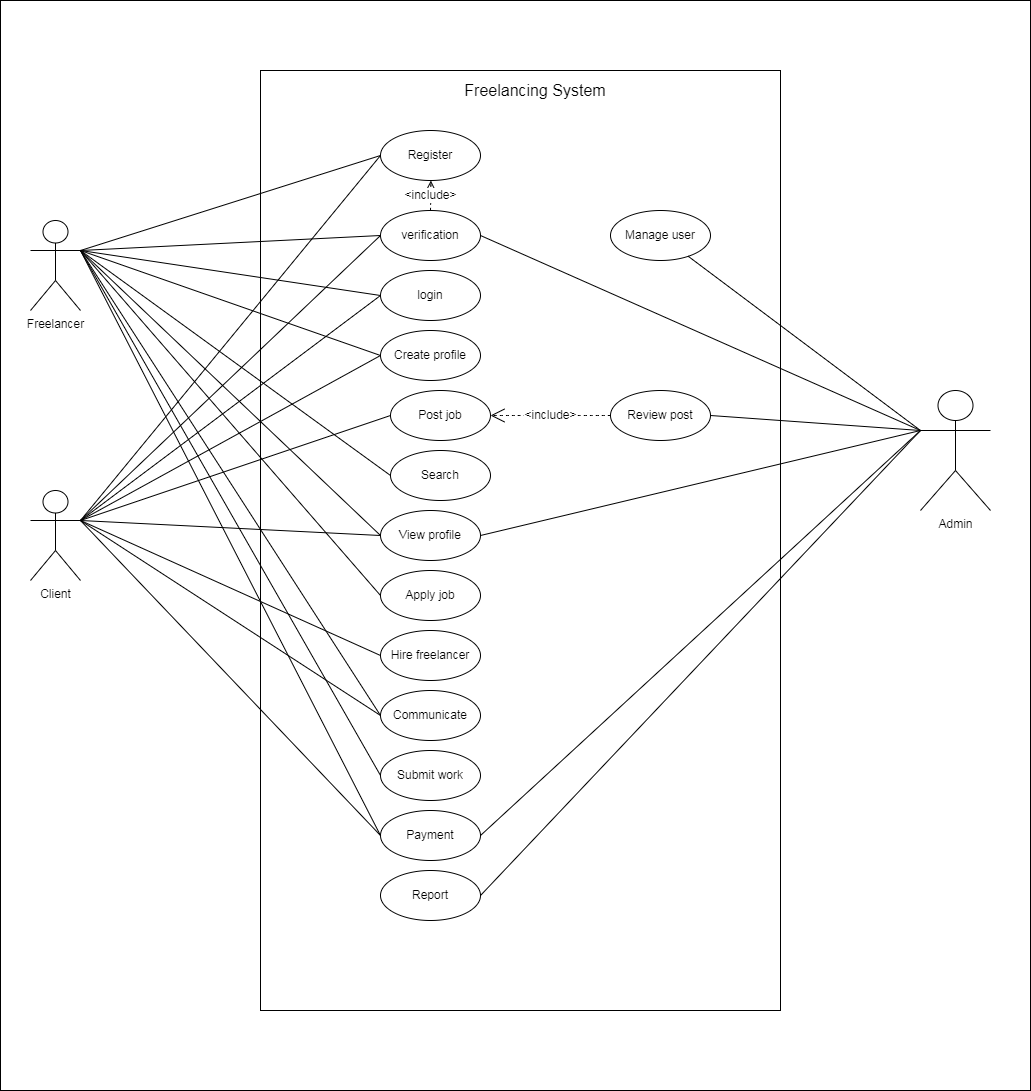 Freelancing System
Register
<include>
verification
Manage user
login
Freelancer
Create profile
Post job
<include>
Review post
Search
Admin
View profile
Client
Apply job
Hire freelancer
Communicate
Submit work
Payment
Report